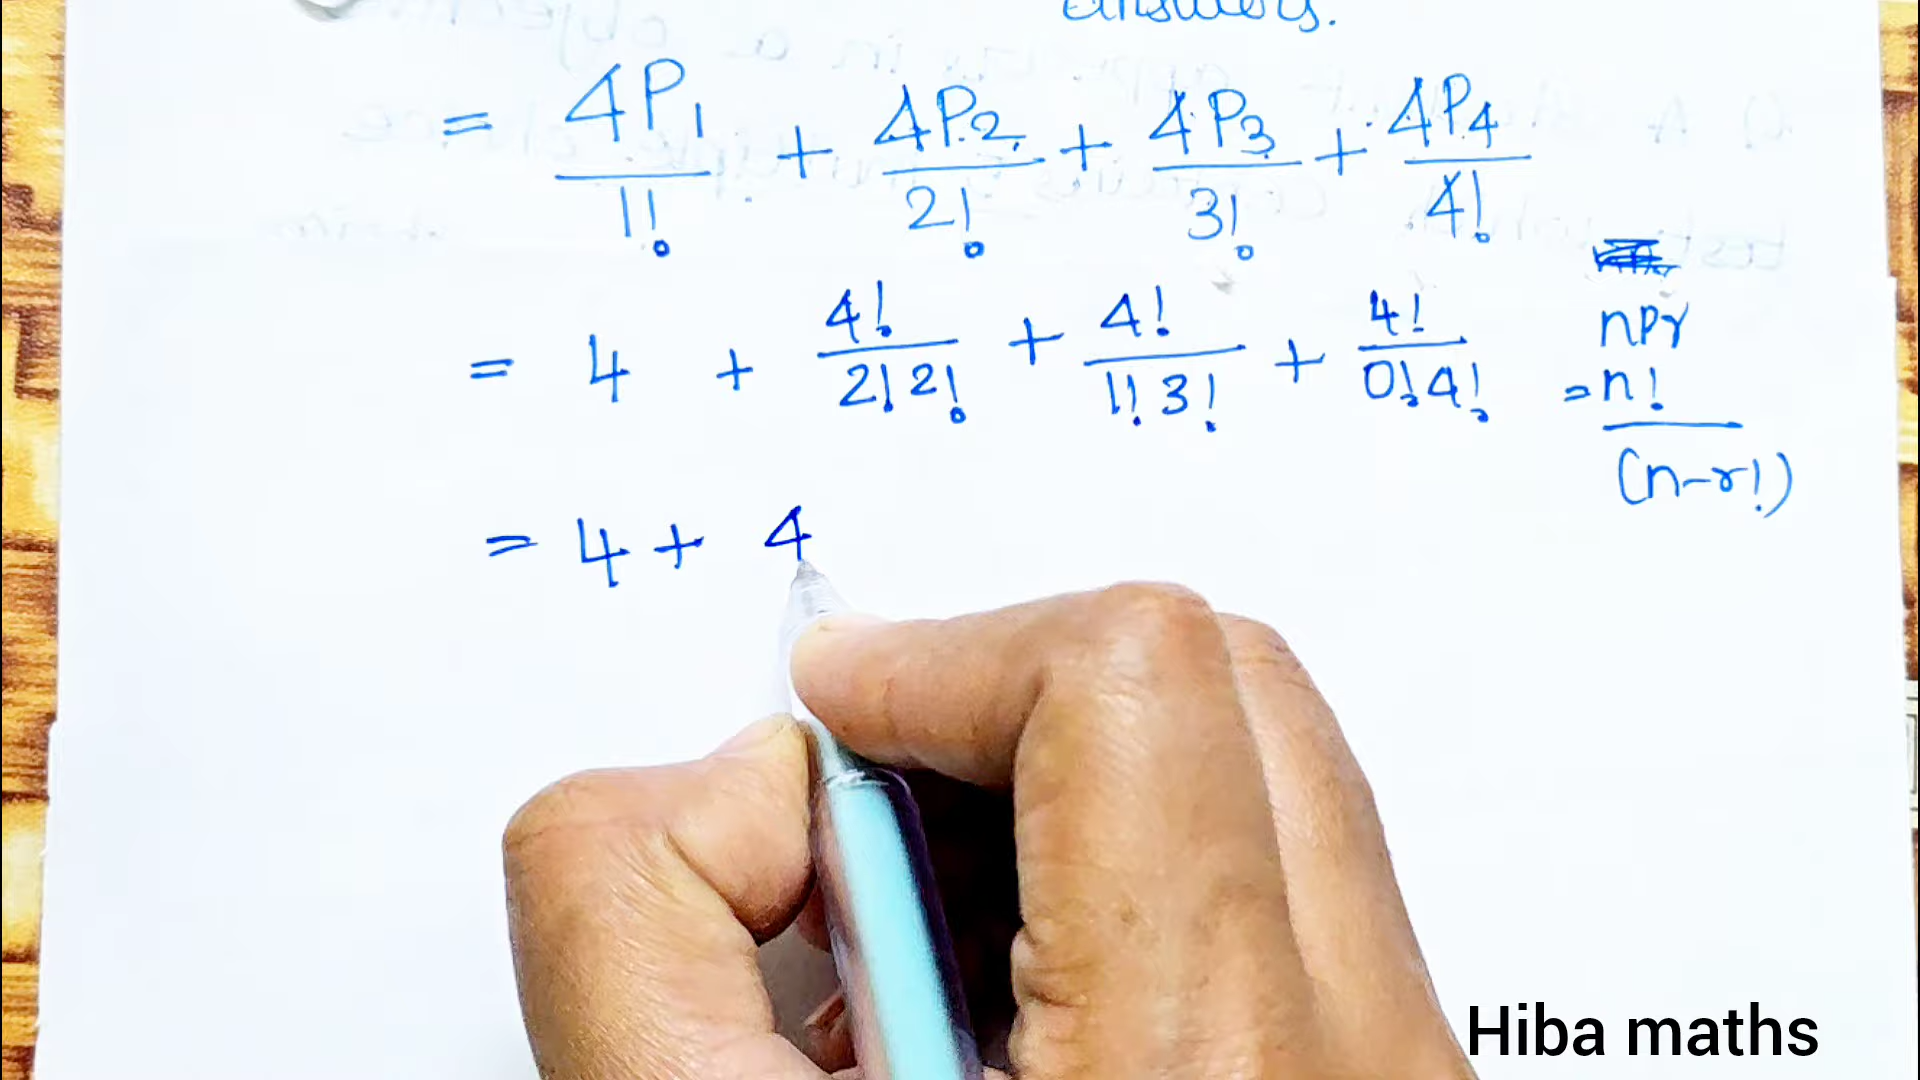 answers.
= 4P1/1! + 4P2/2! + 4P3/3! + 4P4/4!
= 4 + 4!/2!2! + 4!/1!3! + 4!/0!4!
nPr
= n!/(n-r!)
= 4 + 4
Hiba maths